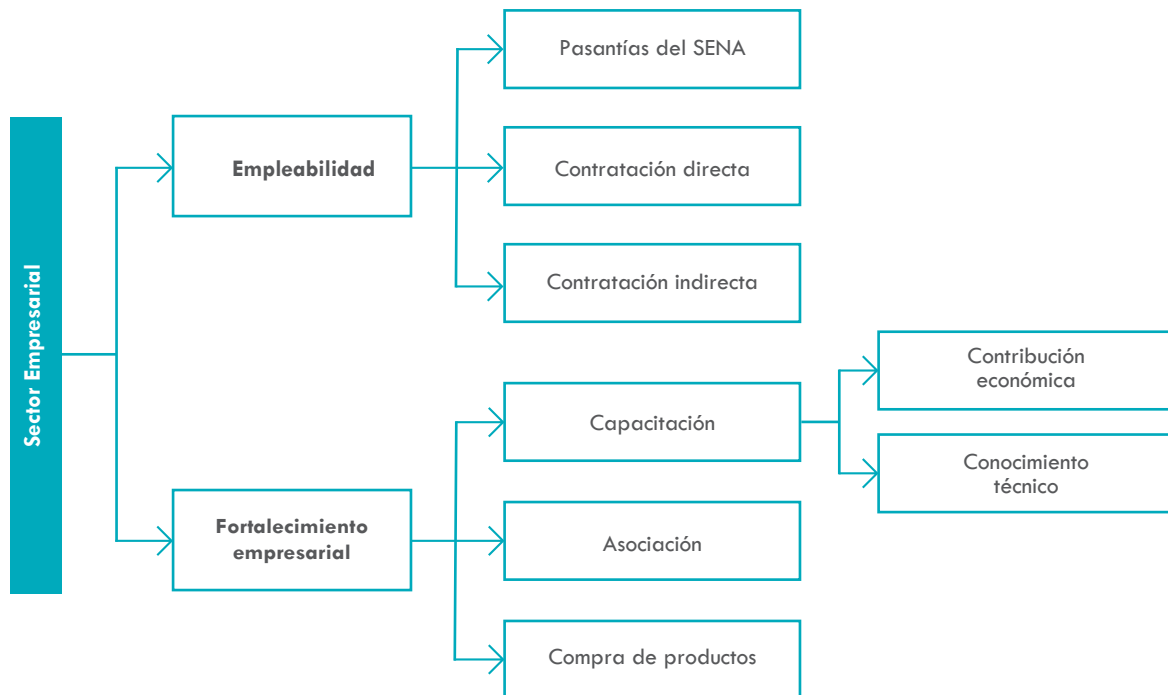 Sector Empresarial
Empleabilidad
Pasantías del SENA
Contratación directa
Contratación indirecta
Fortalecimiento
empresarial
Capacitación
Contribución
económica
Conocimiento
técnico
Asociación
Compra de productos